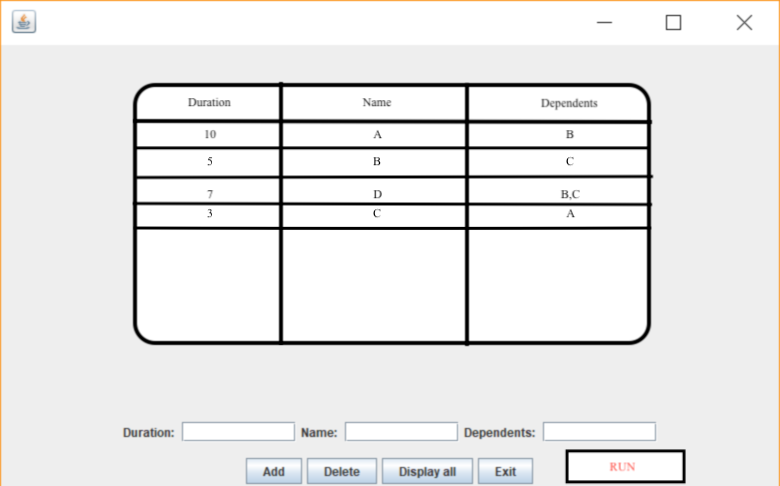 Duration Name Dependents
10 A B
5 B C
7 D B,C
3 C A
Duration: Name: Dependents:
Add Delete Display all Exit RUN